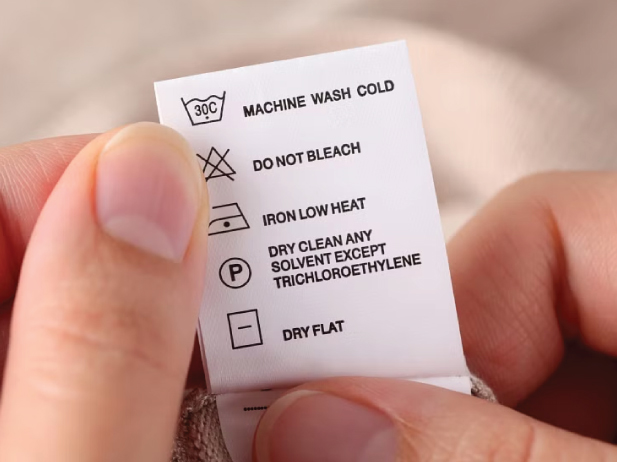 30C MACHINE WASH COLD
DO NOT BLEACH
IRON LOW HEAT
DRY CLEAN ANY
SOLVENT EXCEPT
P TRICHLOROETHYLENE
DRY FLAT